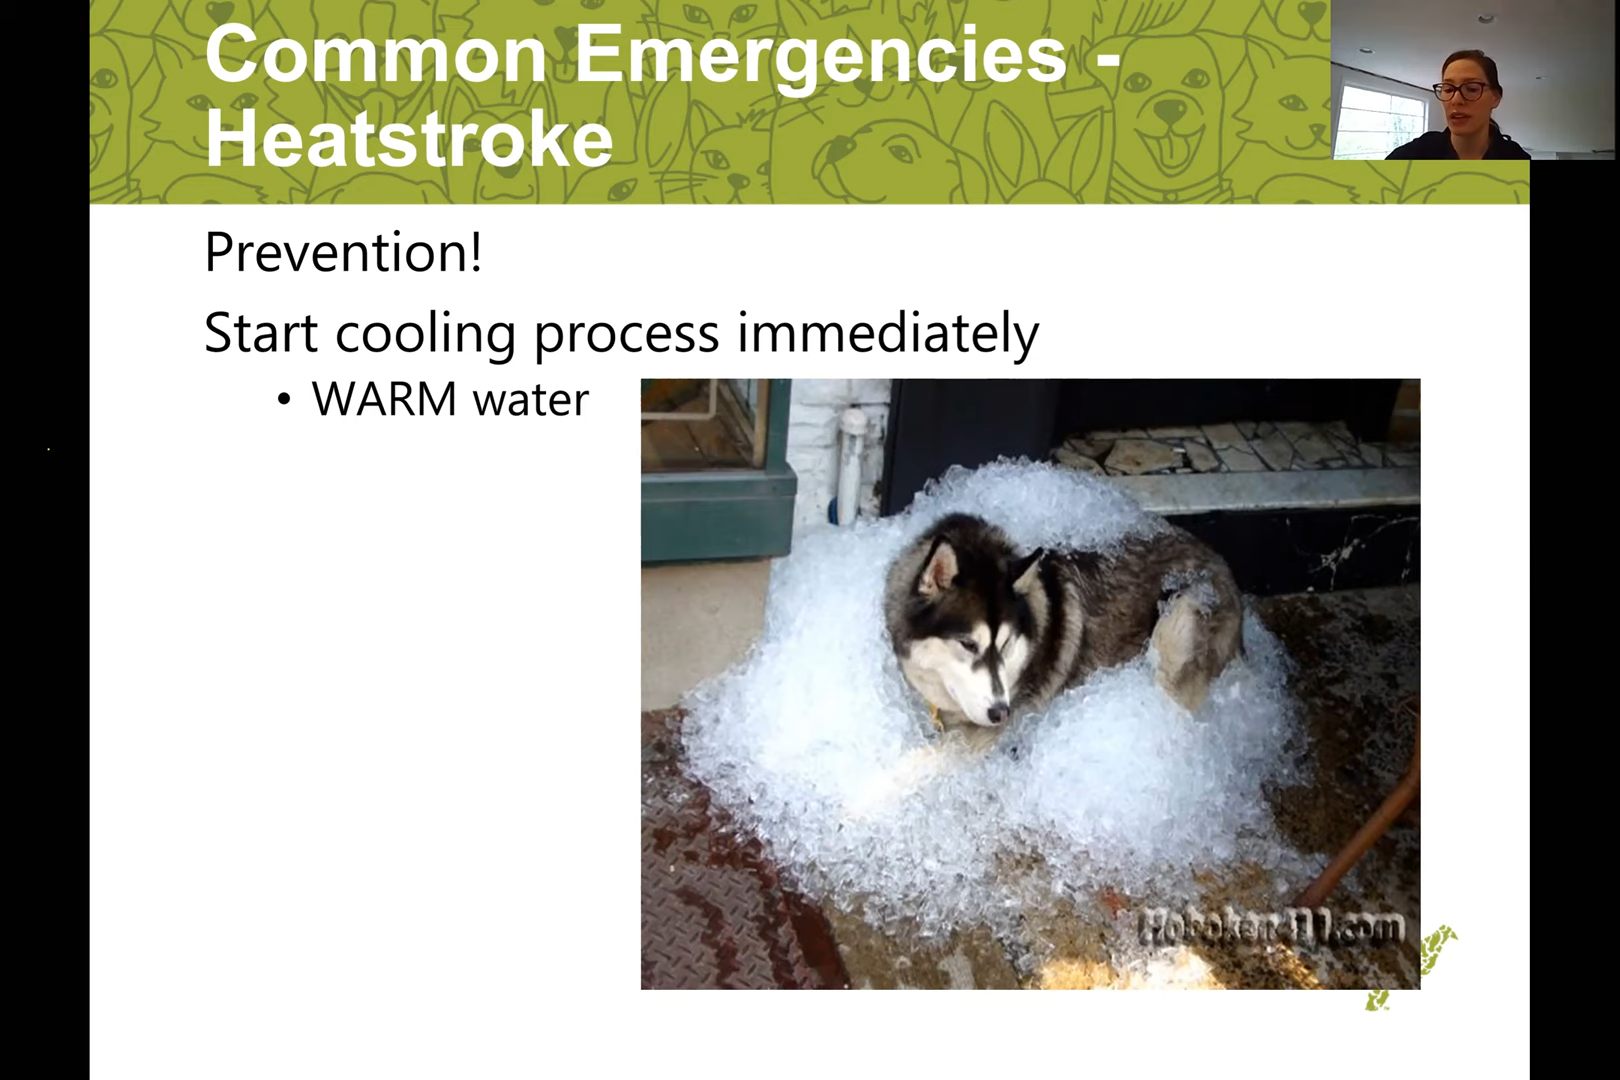 Common Emergencies -
Heatstroke
Prevention!
Start cooling process immediately
• WARM water
Hoboken411.com